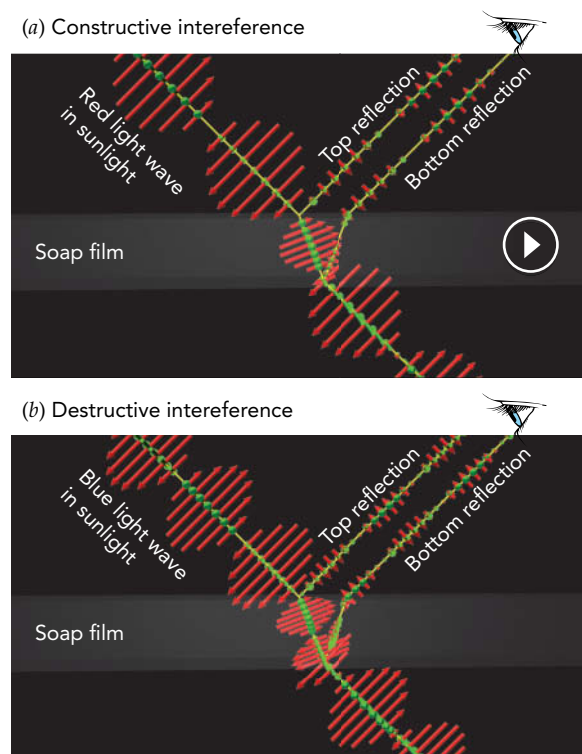 (a) Constructive intereference
Red light wave
in sunlight
Top reflection
Bottom reflection
Soap film
(b) Destructive intereference
Blue light wave
in sunlight
Top reflection
Bottom reflection
Soap film